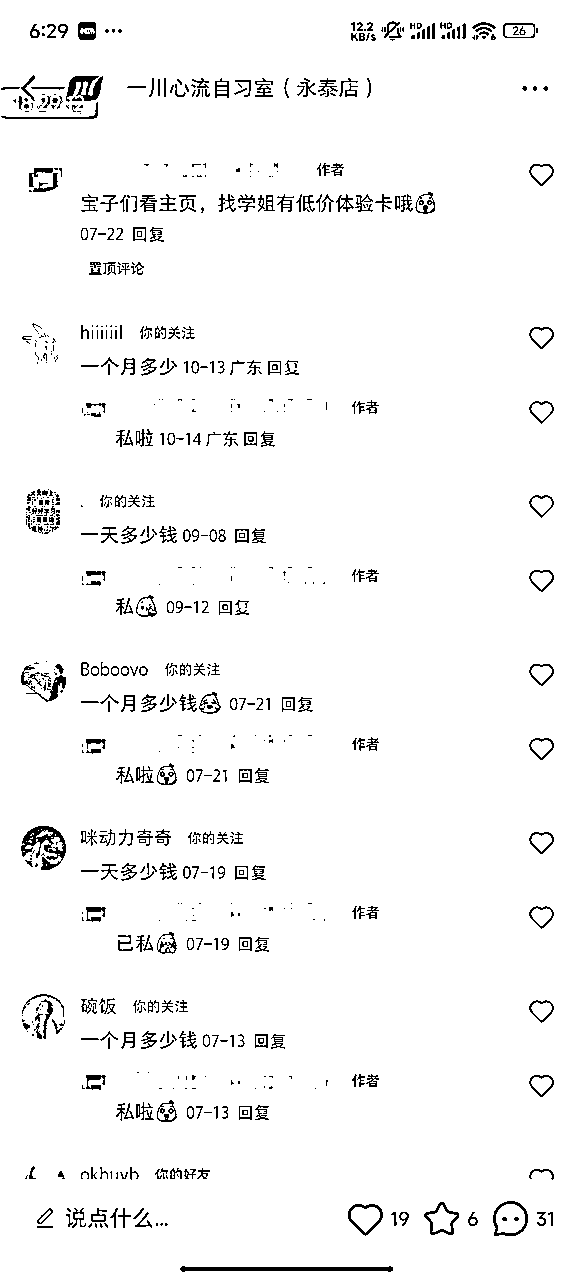 6:29
12.2 KB/s HD HD 26
一川心流自习室（永泰店）
作者
宝子们看主页，找学姐有低价体验卡哦
07-22 回复
置顶评论
hiiiiiil 你的关注
一个月多少 10-13 广东 回复
作者
私啦 10-14 广东 回复
. 你的关注
一天多少钱 09-08 回复
作者
私 09-12 回复
Boboovo 你的关注
一个月多少钱 07-21 回复
作者
私啦 07-21 回复
咪动力奇奇 你的关注
一天多少钱 07-19 回复
作者
已私 07-19 回复
碗饭 你的关注
一个月多少钱 07-13 回复
作者
私啦 07-13 回复
okbuyb 你的好友
说点什么...
19 6 31